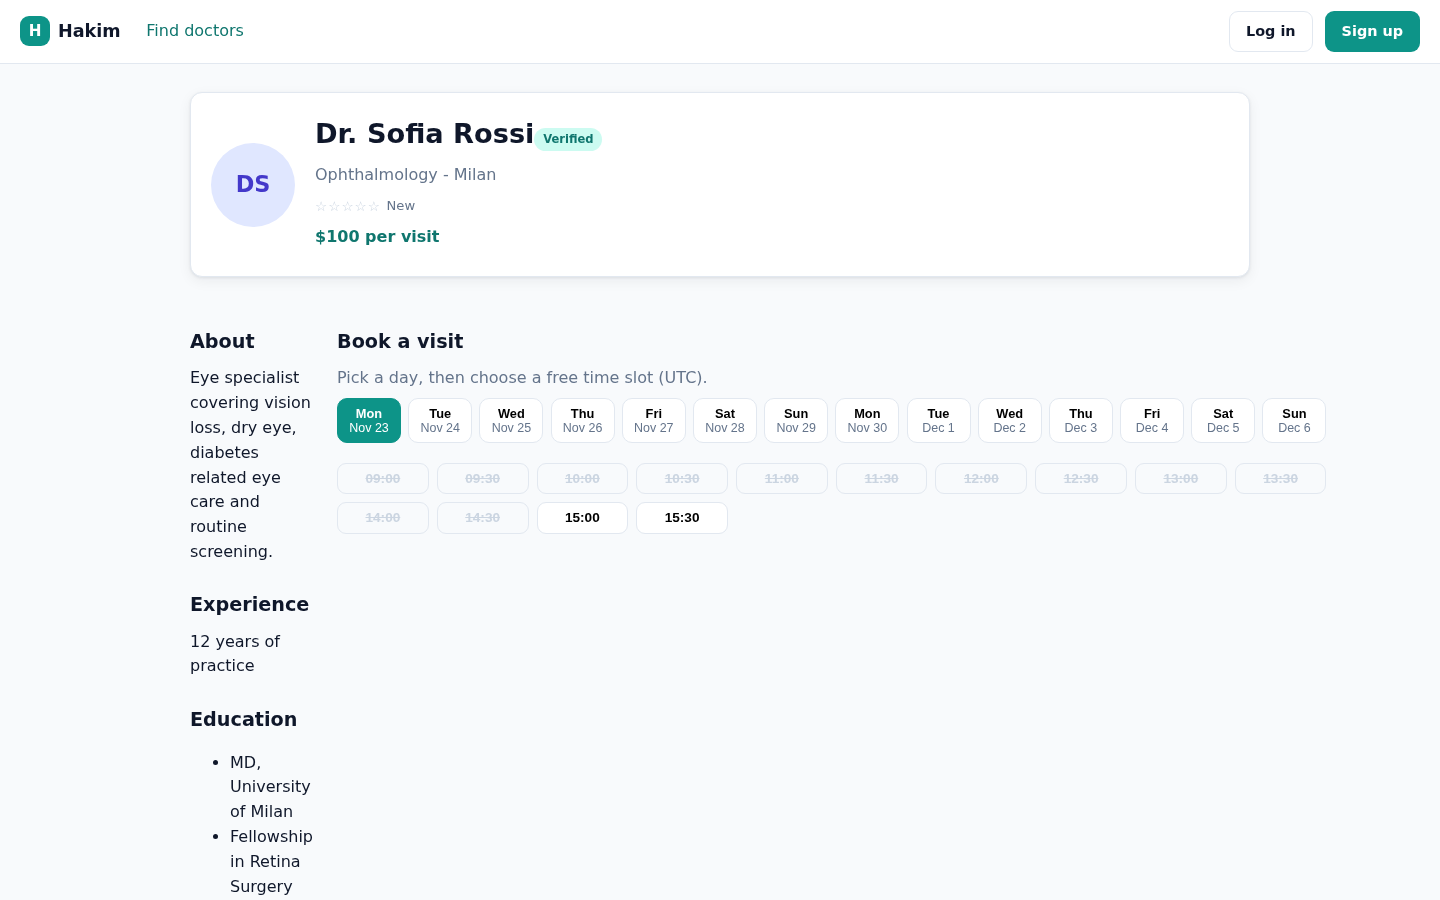 H Hakim Find doctors Log in Sign up
DS
Dr. Sofia Rossi Verified
Ophthalmology - Milan
☆☆☆☆☆ New
$100 per visit
About
Eye specialist
covering vision
loss, dry eye,
diabetes
related eye
care and
routine
screening.
Experience
12 years of
practice
Education
• MD,
University
of Milan
• Fellowship
in Retina
Surgery
Book a visit
Pick a day, then choose a free time slot (UTC).
Mon Tue Wed Thu Fri Sat Sun Mon Tue Wed Thu Fri Sat Sun
Nov 23 Nov 24 Nov 25 Nov 26 Nov 27 Nov 28 Nov 29 Nov 30 Dec 1 Dec 2 Dec 3 Dec 4 Dec 5 Dec 6
09:00 09:30 10:00 10:30 11:00 11:30 12:00 12:30 13:00 13:30
14:00 14:30 15:00 15:30